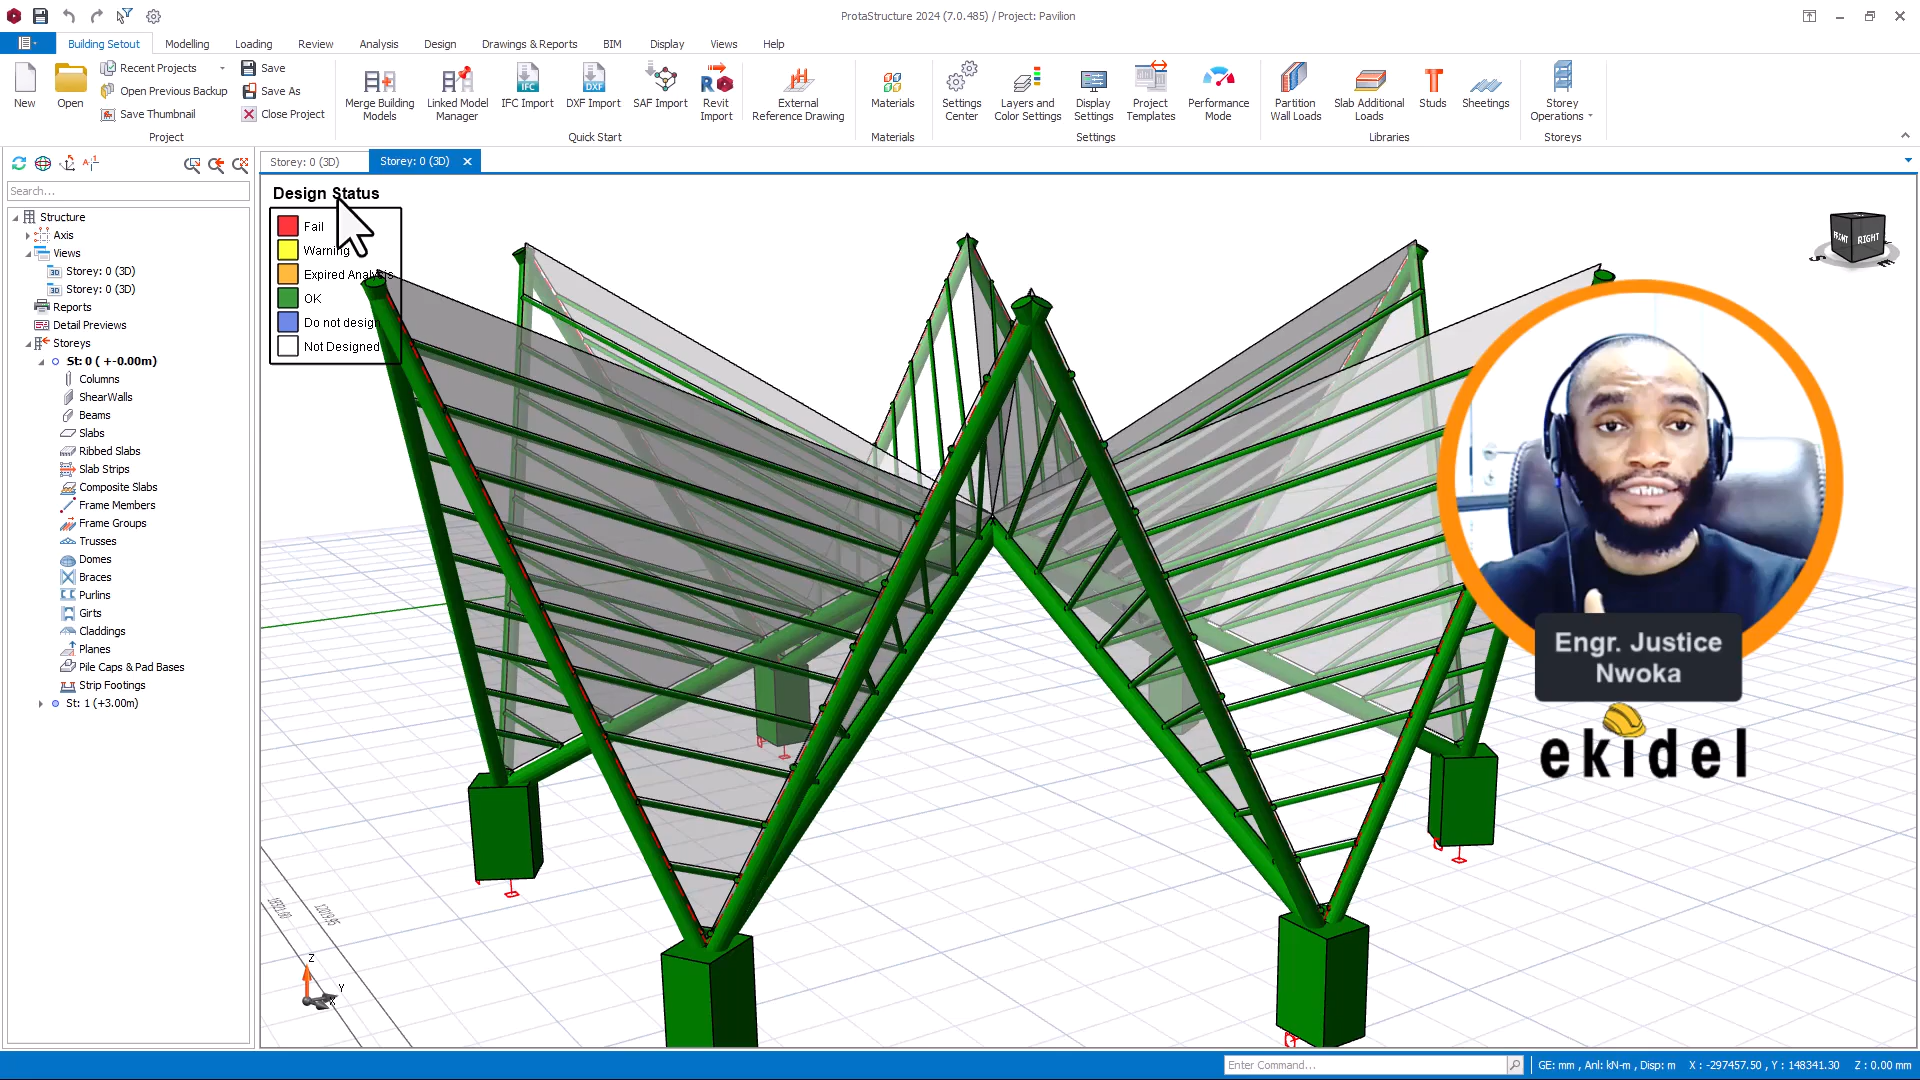 ProtaStructure 2024 (7.0.485) / Project: Pavilion
Building Setout Modelling Loading Review Analysis Design Drawings & Reports BIM Display Views Help
New
Open
Recent Projects
Open Previous Backup
Save Thumbnail
Save
Save As
Close Project
Project
Merge Building Models
Linked Model Manager
IFC Import
DXF Import
SAF Import
Revit Import
External Reference Drawing
Quick Start
Materials
Materials
Settings Center
Layers and Color Settings
Display Settings
Project Templates
Performance Mode
Settings
Partition Wall Loads
Slab Additional Loads
Studs
Sheetings
Libraries
Storey Operations
Storeys
Search...
Structure
Axis
Views
Storey: 0 (3D)
Storey: 0 (3D)
Reports
Detail Previews
Storeys
St: 0 ( +-0.00m)
Columns
ShearWalls
Beams
Slabs
Ribbed Slabs
Slab Strips
Composite Slabs
Frame Members
Frame Groups
Trusses
Domes
Braces
Purlins
Girts
Claddings
Planes
Pile Caps & Pad Bases
Strip Footings
St: 1 (+3.00m)
Storey: 0 (3D)
Storey: 0 (3D)
Design Status
Fail
Warning
Expired Analysis
OK
Do not design
Not Designed
FRONT RIGHT
S E
Engr. Justice
Nwoka
ekidel
Z
Y
X
Enter Command...
GE: mm , Anl: kN-m , Disp: m X : -297457.50 , Y : 148341.30 Z : 0.00 mm